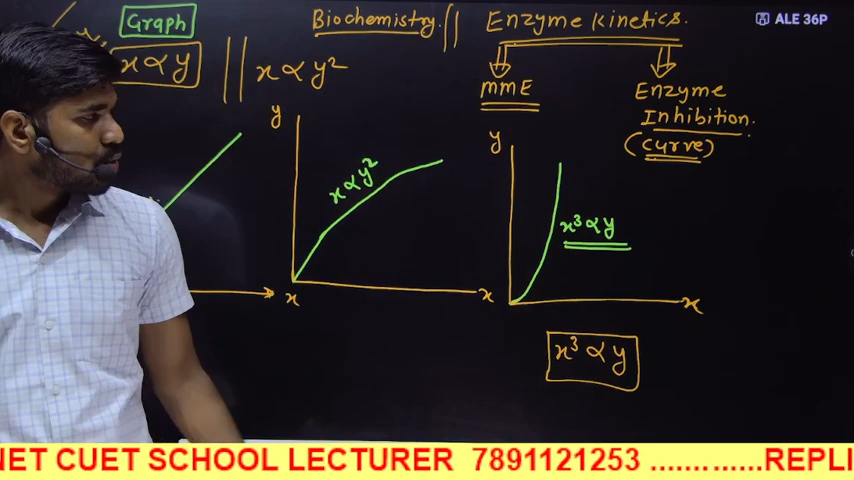 Graph
Biochemistry. || Enzyme kinetics.
ALE 36P
x α y || x α y²
MME
Enzyme
Inhibition.
(curve)
y
y
x α y²
x³ α y
x
x
x
x³ α y
NET CUET SCHOOL LECTURER 7891121253 ............REPLI